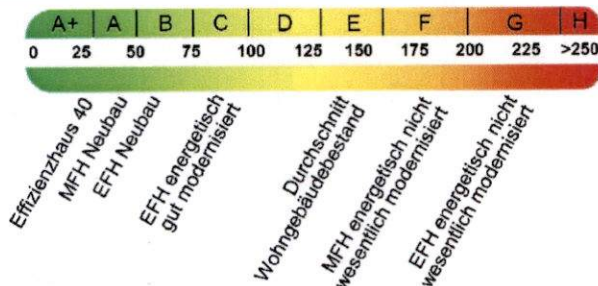 A+ A B C D E F G H
0 25 50 75 100 125 150 175 200 225 >250
Effizienzhaus 40
MFH Neubau
EFH Neubau
EFH energetisch
gut modernisiert
Durchschnitt
Wohngebäudebestand
MFH energetisch nicht
wesentlich modernisiert
EFH energetisch nicht
wesentlich modernisiert